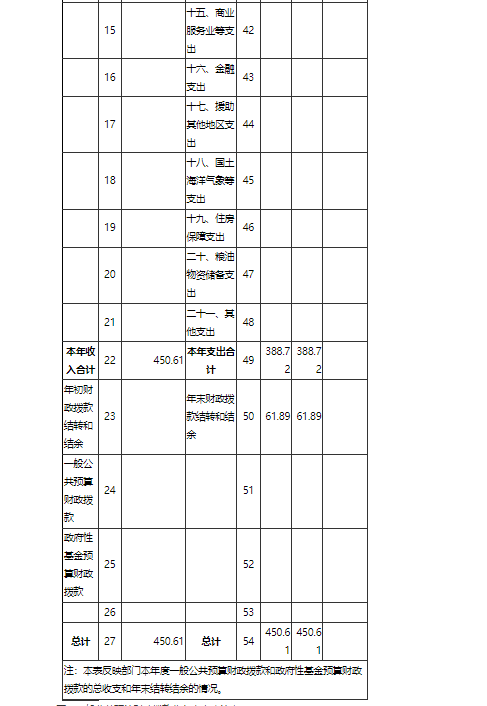 15
十五、商业
服务业等支
出
42
16
十六、金融
支出
43
17
十七、援助
其他地区支
出
44
18
十八、国土
海洋气象等
支出
45
19
十九、住房
保障支出
46
20
二十、粮油
物资储备支
出
47
21
二十一、其
他支出
48
本年收
入合计
22
450.61
本年支出合
计
49
388.7
2
388.7
2
年初财
政拨款
结转和
结余
23
年末财政拨
款结转和结
余
50
61.89
61.89
一般公
共预算
财政拨
款
24
51
政府性
基金预
算财政
拨款
25
52
26
53
总计
27
450.61
总计
54
450.6
1
450.6
1
注：本表反映部门本年度一般公共预算财政拨款和政府性基金预算财政
拨款的总收支和年末结转结余的情况。